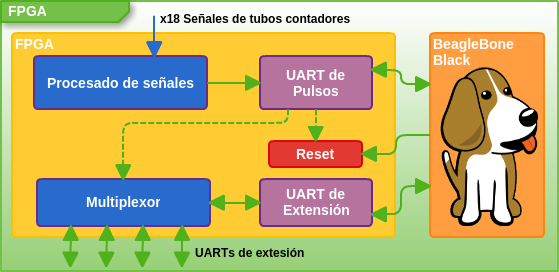 FPGA
x18 Señales de tubos contadores
FPGA
BeagleBone
Black
Procesado de señales
UART de
Pulsos
Reset
Multiplexor
UART de
Extensión
UARTs de extesión